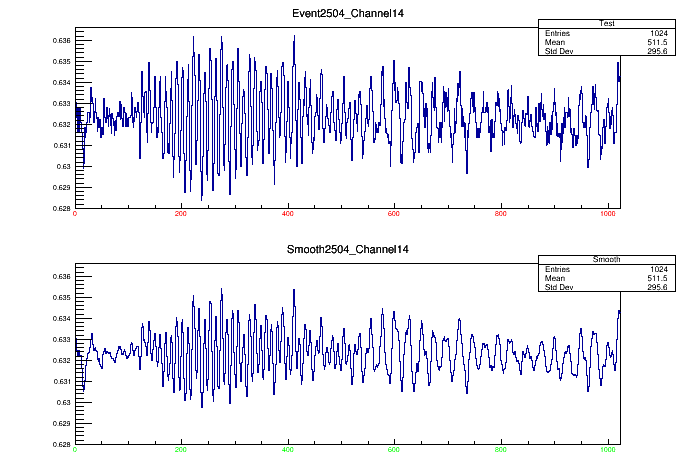 Event2504_Channel14
Test
Entries 1024
Mean 511.5
Std Dev 295.6
0.636
0.635
0.634
0.633
0.632
0.631
0.63
0.629
0.628
0 200 400 600 800 1000
Smooth2504_Channel14
Smooth
Entries 1024
Mean 511.5
Std Dev 295.6
0.636
0.635
0.634
0.633
0.632
0.631
0.63
0.629
0.628
0 200 400 600 800 1000